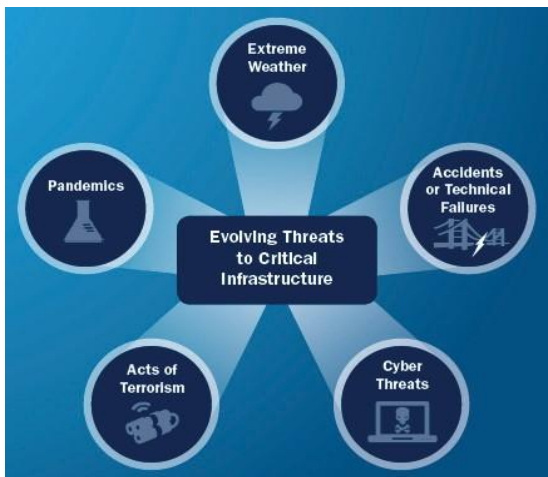 Extreme
Weather
Pandemics
Accidents
or Technical
Failures
Evolving Threats
to Critical
Infrastructure
Acts of
Terrorism
Cyber
Threats